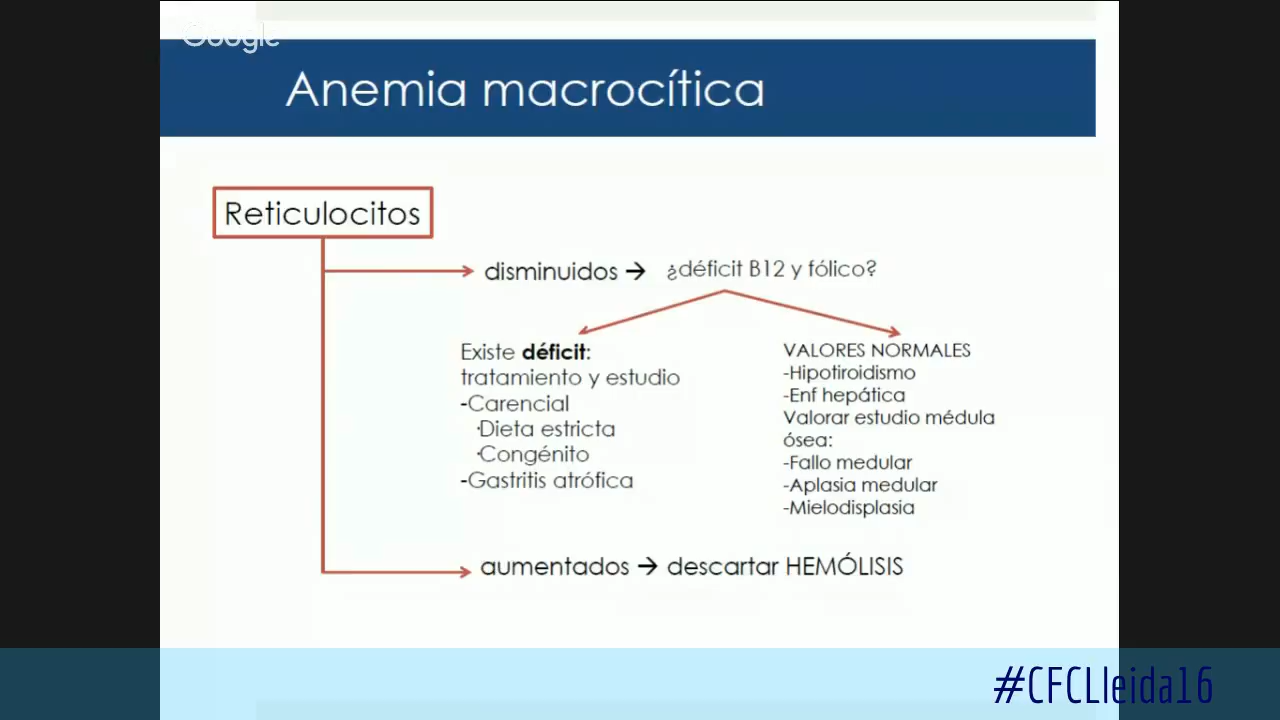 Google
Anemia macrocítica
Reticulocitos
disminuidos → ¿déficit B12 y fólico?
Existe déficit:
tratamiento y estudio
-Carencial
·Dieta estricta
·Congénito
-Gastritis atrófica
VALORES NORMALES
-Hipotiroidismo
-Enf hepática
Valorar estudio médula
ósea:
-Fallo medular
-Aplasia medular
-Mielodisplasia
aumentados → descartar HEMÓLISIS
#CFCLleida16